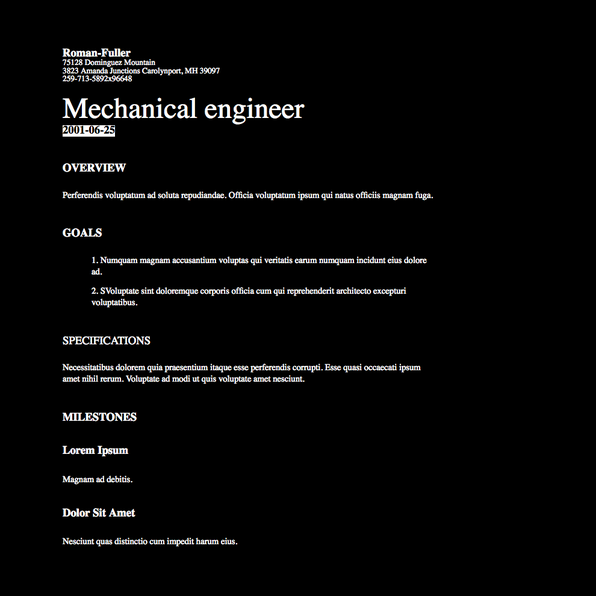 Roman-Fuller
75128 Dominguez Mountain
3823 Amanda Junctions Carolynport, MH 39097
259-713-5892x96648
Mechanical engineer
2001-06-25
OVERVIEW
Perferendis voluptatum ad soluta repudiandae. Officia voluptatum ipsum qui natus officiis magnam fuga.
GOALS
1. Numquam magnam accusantium voluptas qui veritatis earum numquam incidunt eius dolore
ad.
2. SVoluptate sint doloremque corporis officia cum qui reprehenderit architecto excepturi
voluptatibus.
SPECIFICATIONS
Necessitatibus dolorem quia praesentium itaque esse perferendis corrupti. Esse quasi occaecati ipsum
amet nihil rerum. Voluptate ad modi ut quis voluptate amet nesciunt.
MILESTONES
Lorem Ipsum
Magnam ad debitis.
Dolor Sit Amet
Nesciunt quas distinctio cum impedit harum eius.